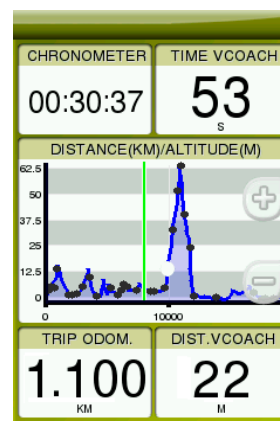 CHRONOMETER
00:30:37
TIME VCOACH
53
S
DISTANCE(KM)/ALTITUDE(M)
62.5
50
37.5
25
12.5
0
0
10000
TRIP ODOM.
1.100
KM
DIST.VCOACH
22
M